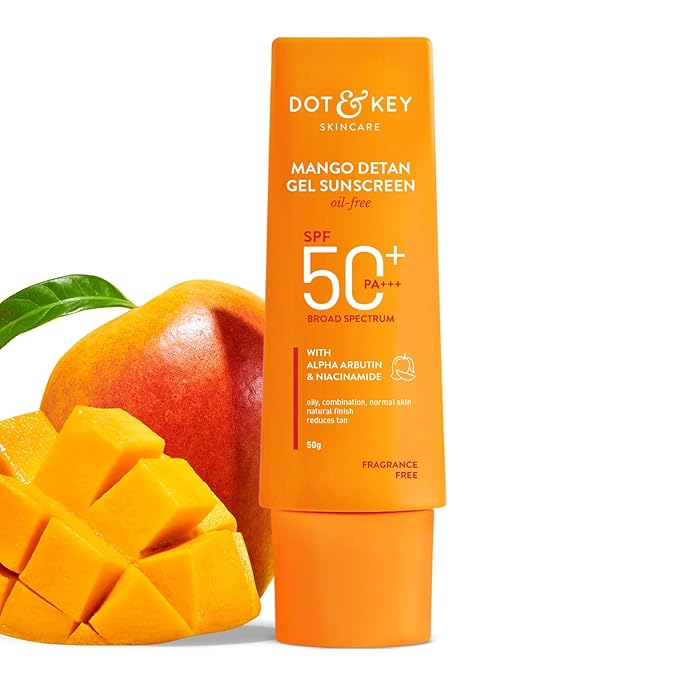 DOT & KEY
SKINCARE
MANGO DETAN
GEL SUNSCREEN
oil-free
SPF
50+
PA+++
BROAD SPECTRUM
WITH
ALPHA ARBUTIN
& NIACINAMIDE
oily, combination, normal skin
natural finish
reduces tan
50g
FRAGRANCE
FREE